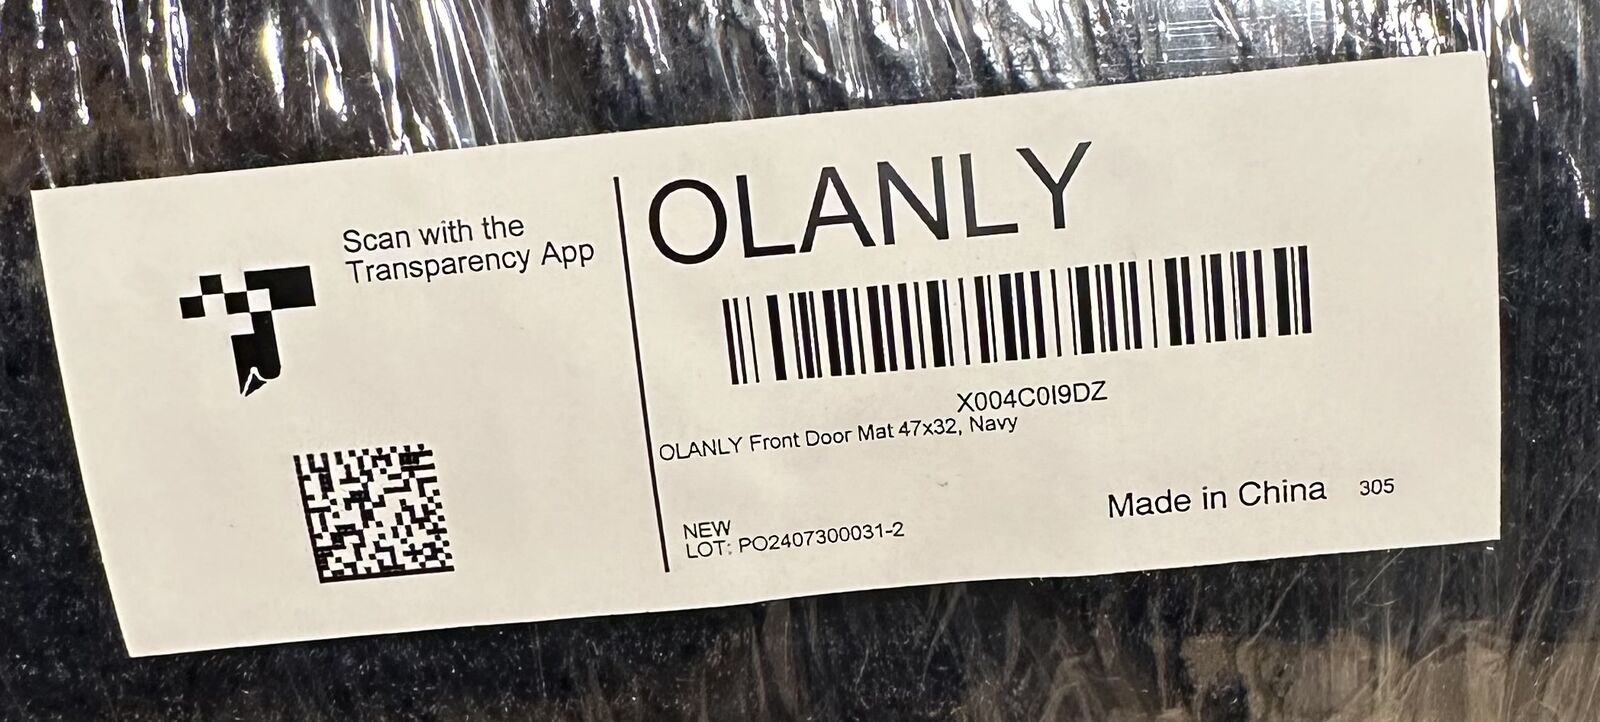 Scan with the
Transparency App
OLANLY
X004C0I9DZ
OLANLY Front Door Mat 47x32, Navy
NEW
LOT: PO2407300031-2
Made in China 305